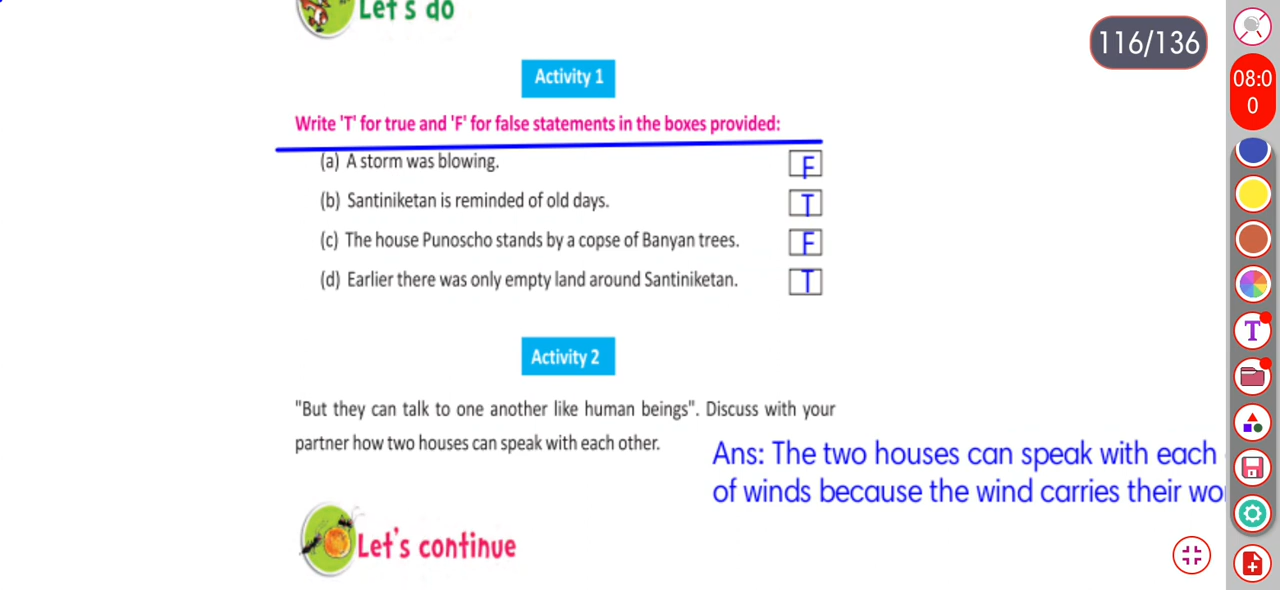 Let's do
116/136
08:0
0
Activity 1
Write 'T' for true and 'F' for false statements in the boxes provided:
(a) A storm was blowing. F
(b) Santiniketan is reminded of old days. T
(c) The house Punoscho stands by a copse of Banyan trees. F
(d) Earlier there was only empty land around Santiniketan. T
T
Activity 2
"But they can talk to one another like human beings". Discuss with your
partner how two houses can speak with each other.
Ans: The two houses can speak with each
of winds because the wind carries their
Let's continue